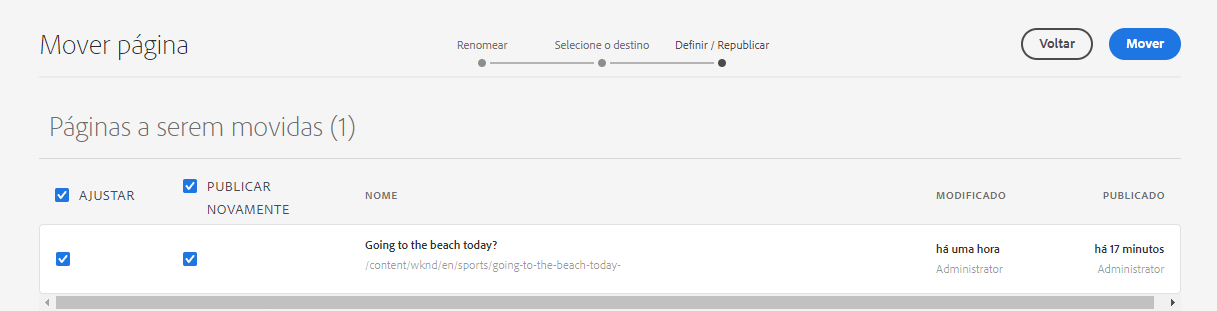 Mover página
Renomear
Selecione o destino
Definir / Republicar
Voltar
Mover
Páginas a serem movidas (1)
AJUSTAR
PUBLICAR
NOVAMENTE
NOME
MODIFICADO
PUBLICADO
Going to the beach today?
há uma hora
há 17 minutos
/content/wknd/en/sports/going-to-the-beach-today-
Administrator
Administrator